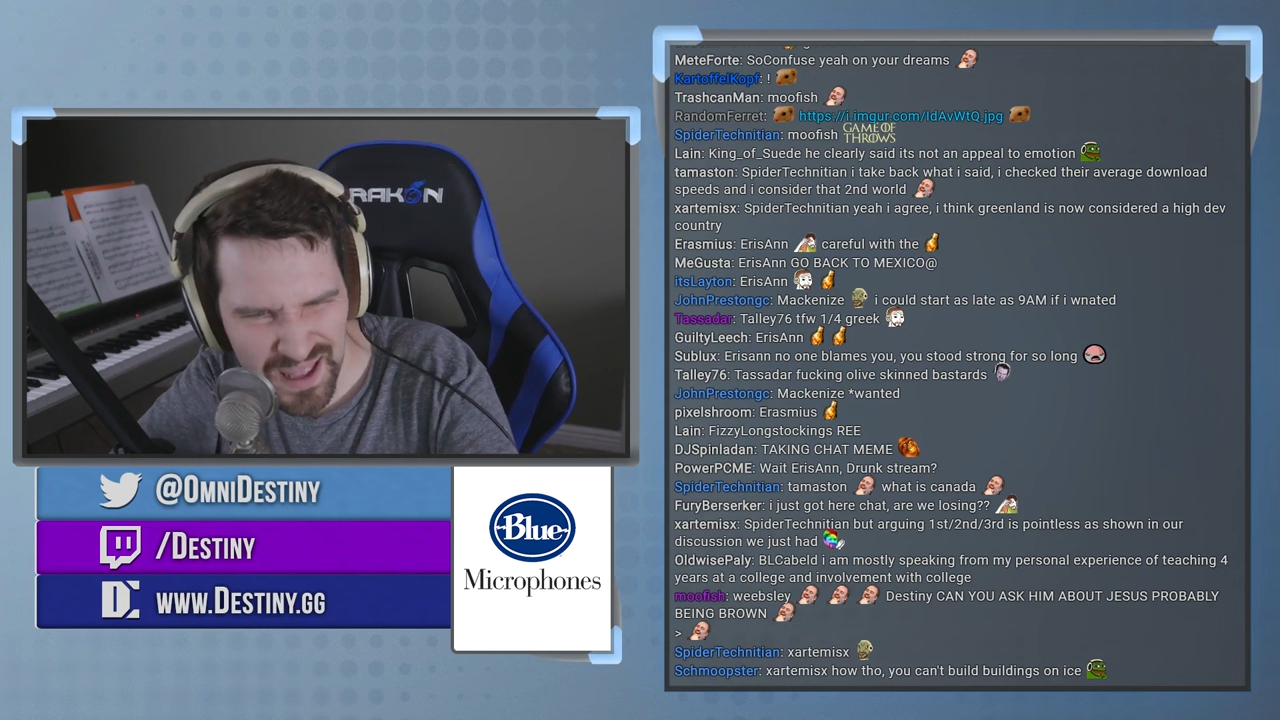 RAKON
@OmniDestiny
/Destiny
www.Destiny.gg
Blue
Microphones
MeteForte: SoConfuse yeah on your dreams
KartoffelKopf: !
TrashcanMan: moofish
RandomFerret: https://i.imgur.com/IdAvWtQ.jpg
SpiderTechnitian: moofish GAME OF THRONES
Lain: King_of_Suede he clearly said its not an appeal to emotion
tamaston: SpiderTechnitian i take back what i said, i checked their average download
speeds and i consider that 2nd world
xartemisx: SpiderTechnitian yeah i agree, i think greenland is now considered a high dev
country
Erasmius: ErisAnn careful with the
MeGusta: ErisAnn GO BACK TO MEXICO@
itsLayton: ErisAnn
JohnPrestongc: Mackenize i could start as late as 9AM if i wnated
Tassadar: Talley76 tfw 1/4 greek
GuiltyLeech: ErisAnn
Sublux: Erisann no one blames you, you stood strong for so long
Talley76: Tassadar fucking olive skinned bastards
JohnPrestongc: Mackenize *wanted
pixelshroom: Erasmius
Lain: FizzyLongstockings REE
DJSpinladan: TAKING CHAT MEME
PowerPCME: Wait ErisAnn, Drunk stream?
SpiderTechnitian: tamaston what is canada
FuryBerserker: i just got here chat, are we losing??
xartemisx: SpiderTechnitian but arguing 1st/2nd/3rd is pointless as shown in our
discussion we just had
OldwisePaly: BLCabeld i am mostly speaking from my personal experience of teaching 4
years at a college and involvement with college
moofish: weebsley Destiny CAN YOU ASK HIM ABOUT JESUS PROBABLY
BEING BROWN
>
SpiderTechnitian: xartemisx
Schmoopster: xartemisx how tho, you can't build buildings on ice